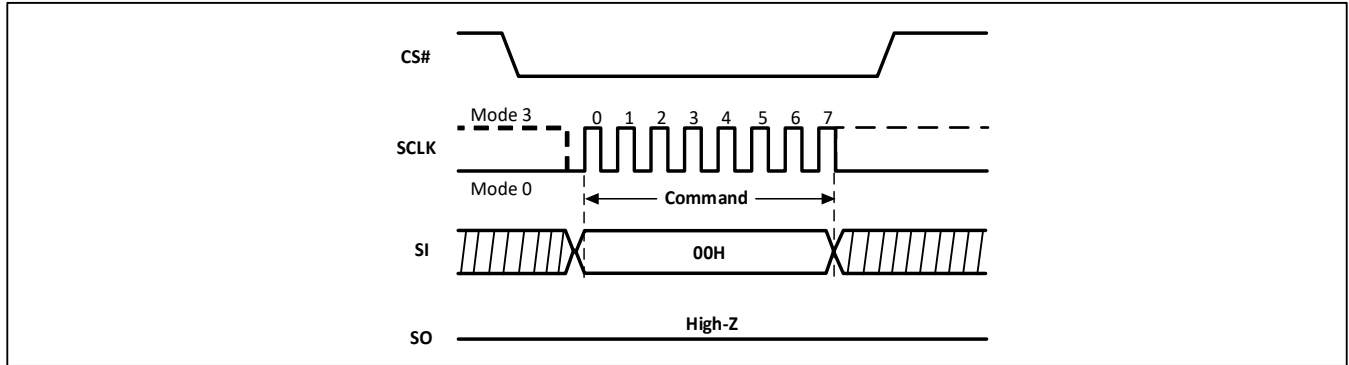 CS#
Mode 3
0 1 2 3 4 5 6 7
SCLK
Mode 0
Command
SI
00H
High-Z
SO